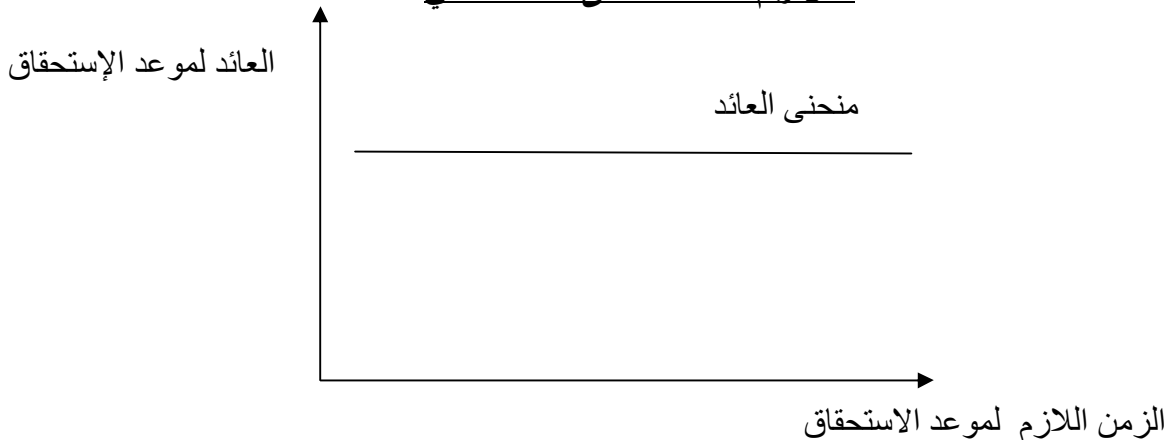 العائد لموعد الإستحقاق
منحنى العائد
الزمن اللازم لموعد الاستحقاق